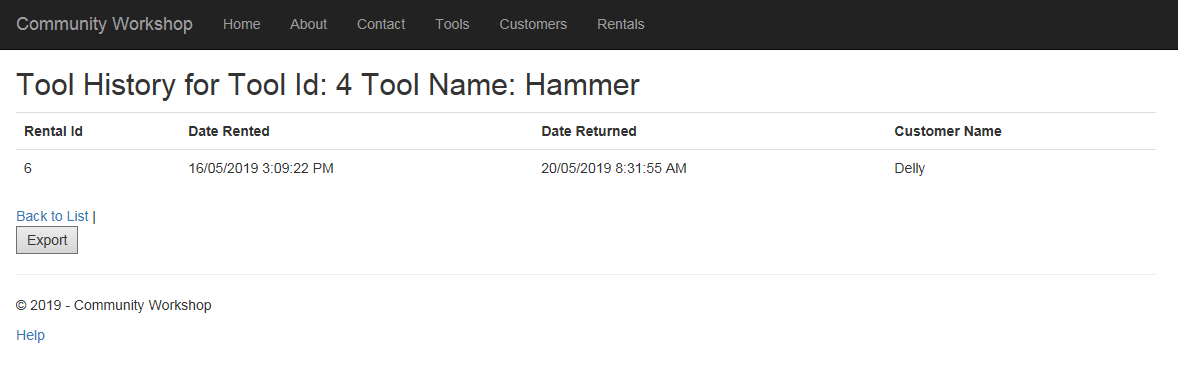 Community Workshop Home About Contact Tools Customers Rentals
Tool History for Tool Id: 4 Tool Name: Hammer
Rental Id Date Rented Date Returned Customer Name
6 16/05/2019 3:09:22 PM 20/05/2019 8:31:55 AM Delly
Back to List |
Export
© 2019 - Community Workshop
Help